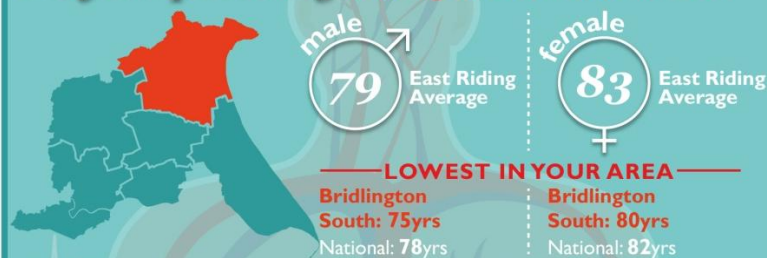 male
79
East Riding
Average
female
83
East Riding
Average
LOWEST IN YOUR AREA
Bridlington
South: 75yrs
National: 78yrs
Bridlington
South: 80yrs
National: 82yrs